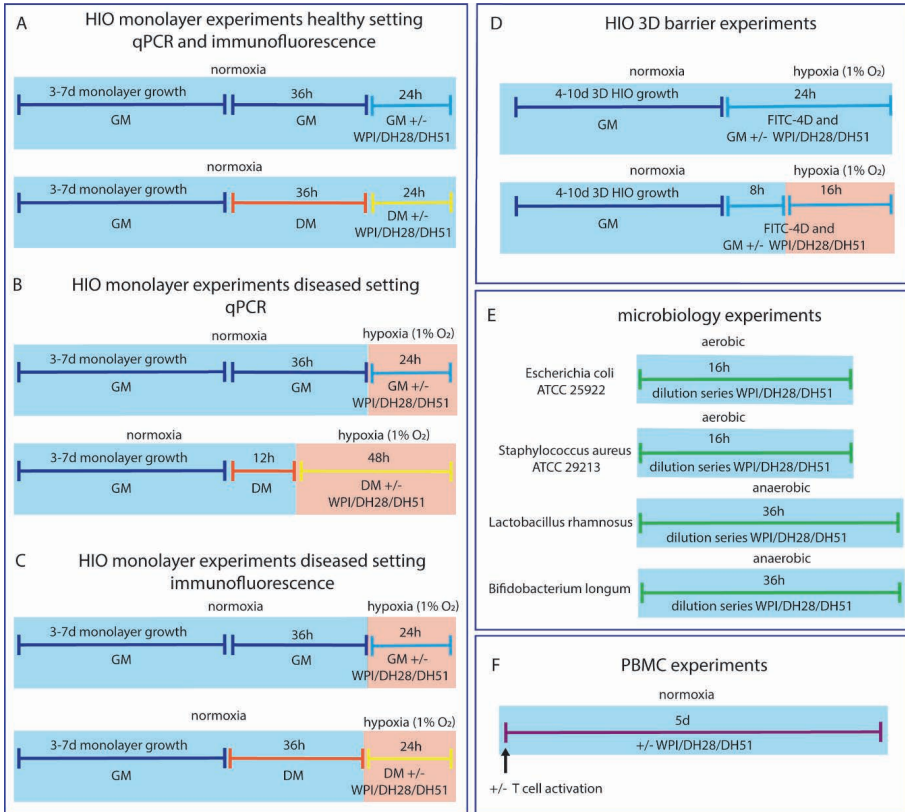 A
HIO monolayer experiments healthy setting
qPCR and immunofluorescence
normoxia
3-7d monolayer growth
36h
24h
GM
GM
GM +/-
WPI/DH28/DH51
normoxia
3-7d monolayer growth
36h
24h
GM
DM
DM +/-
WPI/DH28/DH51
B
HIO monolayer experiments diseased setting
qPCR
normoxia
hypoxia (1% O₂)
3-7d monolayer growth
36h
24h
GM
GM
GM +/-
WPI/DH28/DH51
normoxia
hypoxia (1% O₂)
3-7d monolayer growth
12h
48h
GM
DM
DM +/-
WPI/DH28/DH51
C
HIO monolayer experiments diseased setting
immunofluorescence
normoxia
hypoxia (1% O₂)
3-7d monolayer growth
36h
24h
GM
GM
GM +/-
WPI/DH28/DH51
normoxia
hypoxia (1% O₂)
3-7d monolayer growth
36h
24h
GM
DM
DM +/-
WPI/DH28/DH51
D
HIO 3D barrier experiments
normoxia
hypoxia (1% O₂)
4-10d 3D HIO growth
24h
GM
FITC-4D and
GM +/- WPI/DH28/DH51
normoxia
hypoxia (1% O₂)
4-10d 3D HIO growth
8h
16h
GM
FITC-4D and
GM +/- WPI/DH28/DH51
E
microbiology experiments
aerobic
Escherichia coli
ATCC 25922
16h
dilution series WPI/DH28/DH51
aerobic
Staphylococcus aureus
ATCC 29213
16h
dilution series WPI/DH28/DH51
anaerobic
Lactobacillus rhamnosus
36h
dilution series WPI/DH28/DH51
anaerobic
Bifidobacterium longum
36h
dilution series WPI/DH28/DH51
F
PBMC experiments
normoxia
5d
+/- WPI/DH28/DH51
+/- T cell activation